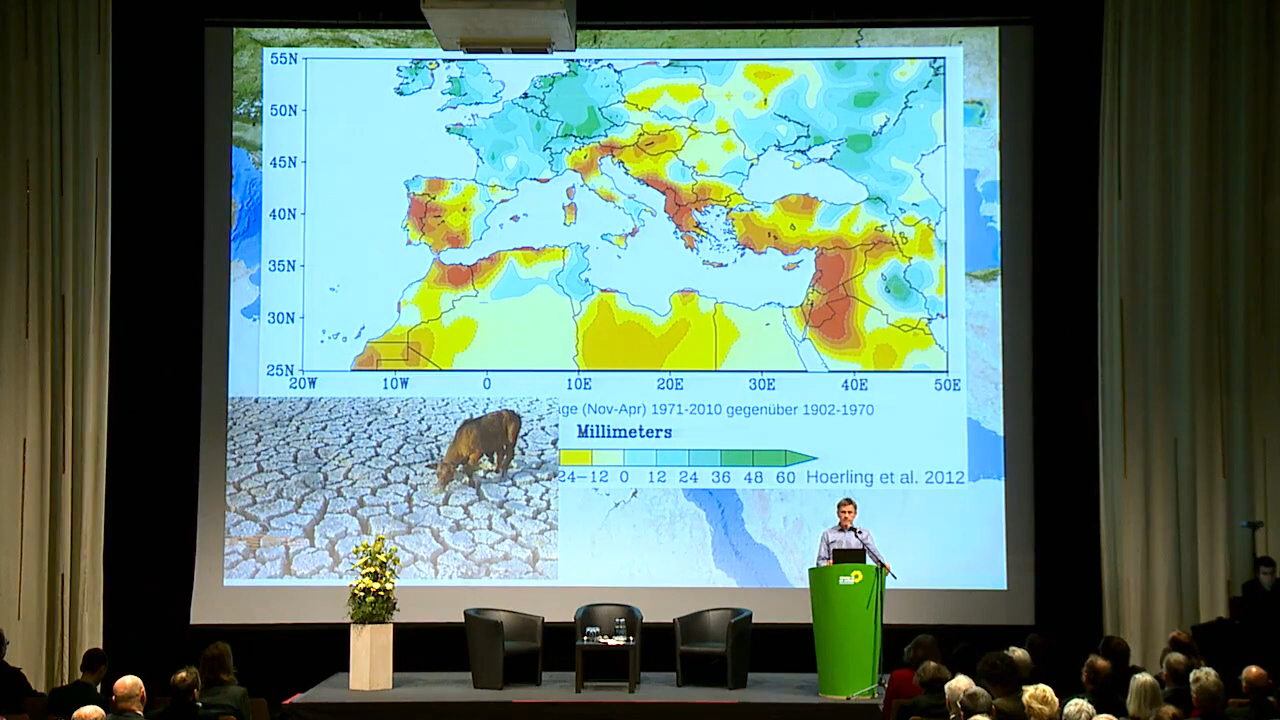 55N
50N
45N
40N
35N
30N
25N
20W 10W 0 10E 20E 30E 40E 50E
ge (Nov-Apr) 1971-2010 gegenüber 1902-1970
Millimeters
24-12 0 12 24 36 48 60 Hoerling et al. 2012